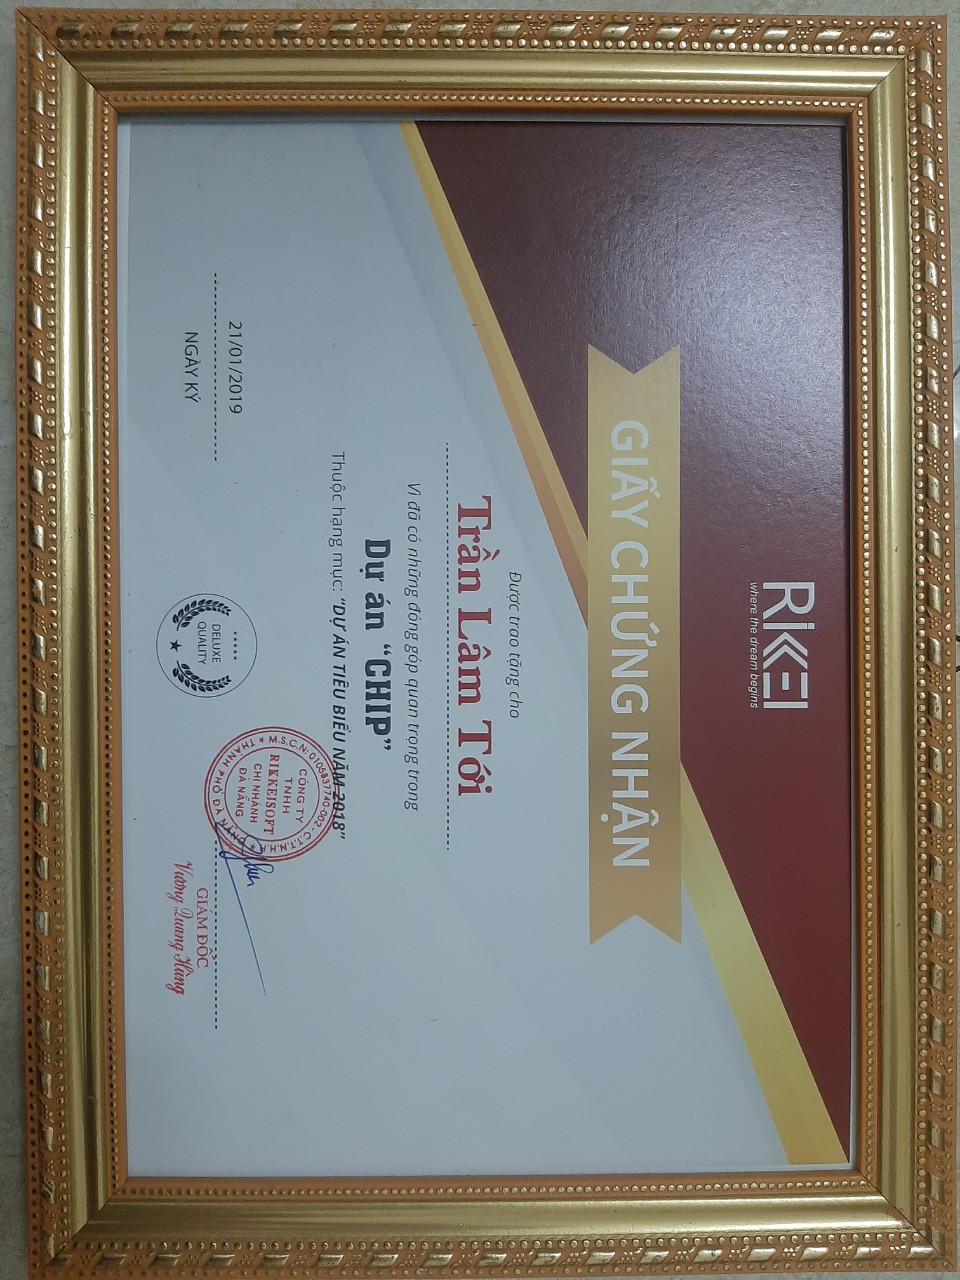 RIKKEI
where the dream begins
GIẤY CHỨNG NHẬN
Được trao tặng cho
Trần Lâm Tới
Vì đã có những đóng góp quan trọng trong
Dự án “CHIP”
Thuộc hạng mục: “DỰ ÁN TIÊU BIỂU NĂM 2018”
M.S.C.N: 0105837740-002 - C.T.T.N.H.H
CÔNG TY
TNHH
RIKKEISOFT
CHI NHÁNH
ĐÀ NẴNG
THÀNH PHỐ ĐÀ NẴNG
21/01/2019
NGÀY KÝ
DELUXE
QUALITY
GIÁM ĐỐC
Vương Quang Hùng